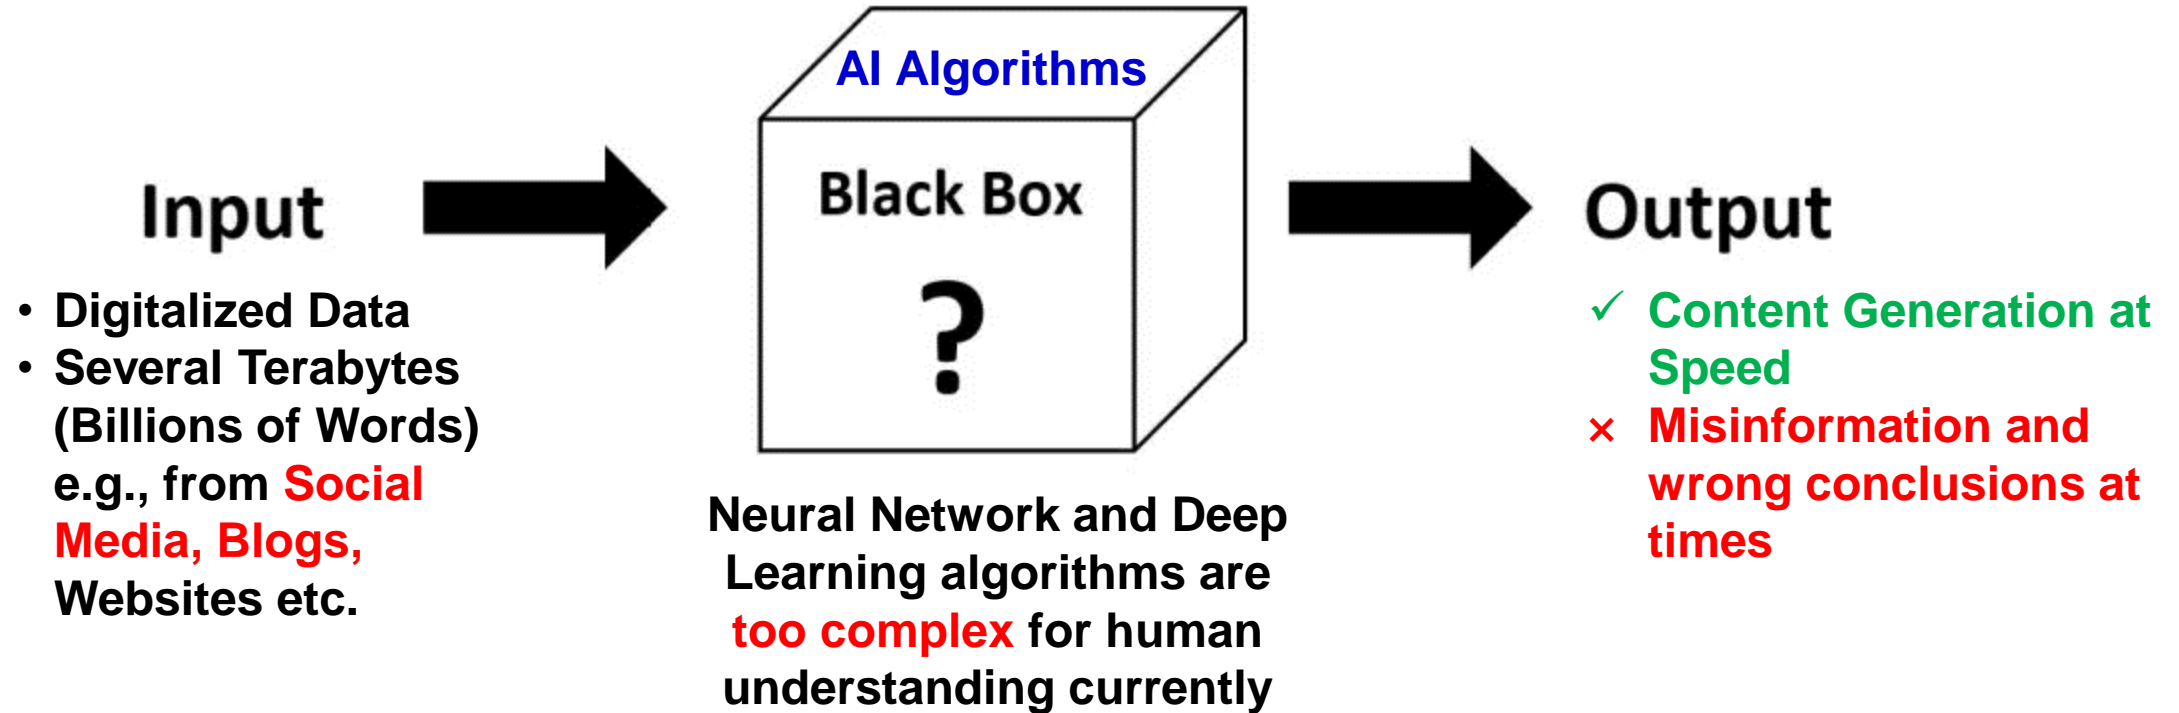 Input
• Digitalized Data
• Several Terabytes
(Billions of Words)
e.g., from Social
Media, Blogs,
Websites etc.
AI Algorithms
Black Box
?
Neural Network and Deep
Learning algorithms are
too complex for human
understanding currently
Output
✓ Content Generation at
Speed
× Misinformation and
wrong conclusions at
times